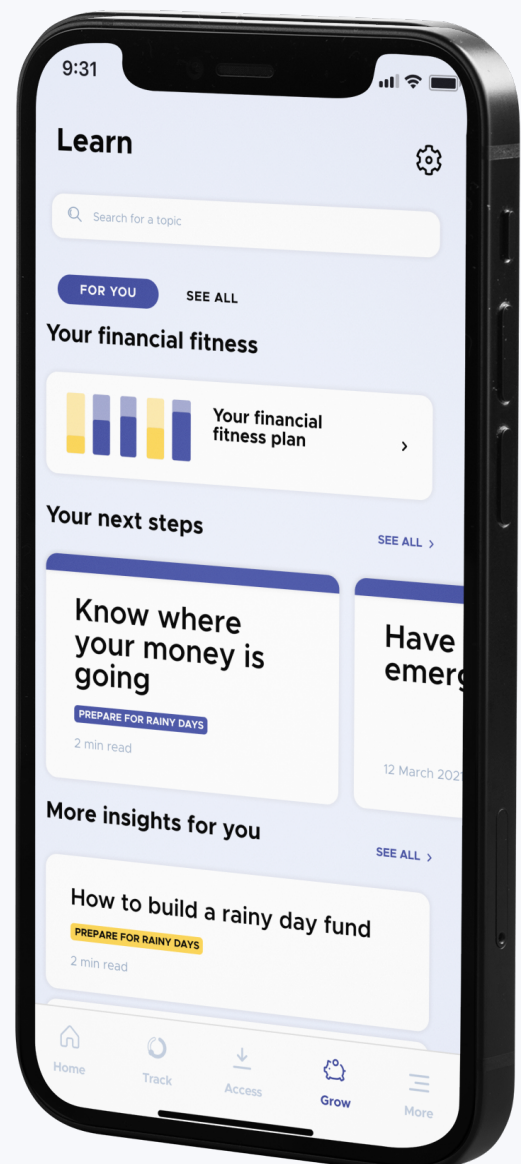 9:31
Learn
Search for a topic
FOR YOU
SEE ALL
Your financial fitness
Your financial
fitness plan
Your next steps
SEE ALL
Know where
your money is
going
PREPARE FOR RAINY DAYS
2 min read
Have
12 March 2021
More insights for you
SEE ALL
How to build a rainy day fund
PREPARE FOR RAINY DAYS
2 min read
Home
Track
Access
Grow
More